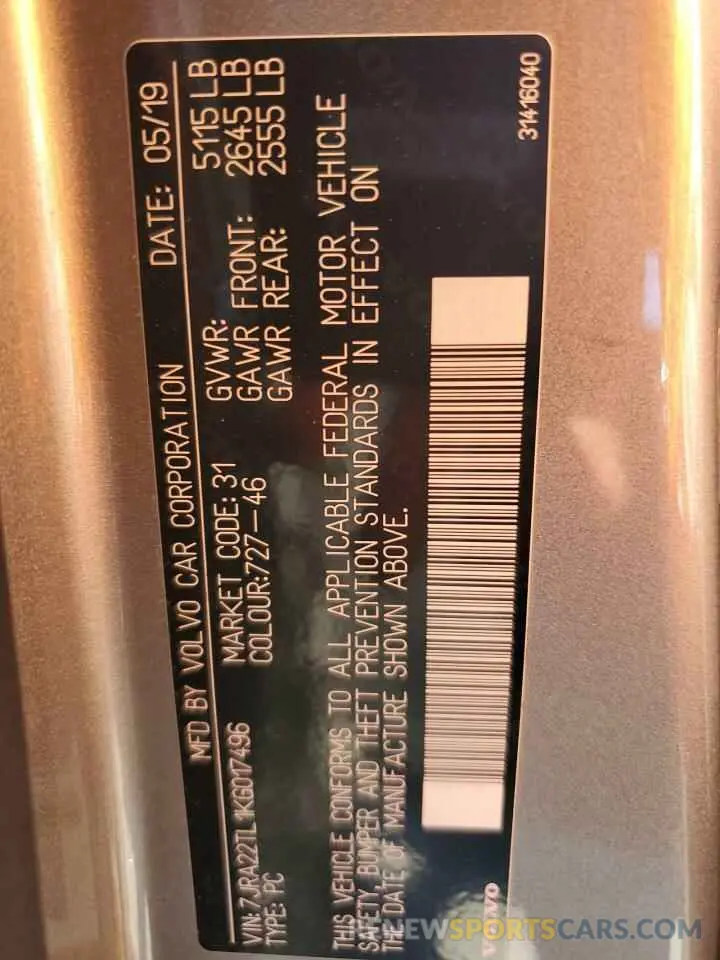 MFD BY VOLVO CAR CORPORATION DATE: 05/19
VIN: 7JRA22TL1KG017496 MARKET CODE: 31 GVWR: 5115 LB
TYPE: PC COLOUR:727-46 GAWR FRONT: 2645 LB
GAWR REAR: 2555 LB
THIS VEHICLE CONFORMS TO ALL APPLICABLE FEDERAL MOTOR VEHICLE
SAFETY, BUMPER AND THEFT PREVENTION STANDARDS IN EFFECT ON
THE DATE OF MANUFACTURE SHOWN ABOVE.
VOLVO
31416040
RENEWSPORTSCARS.COM